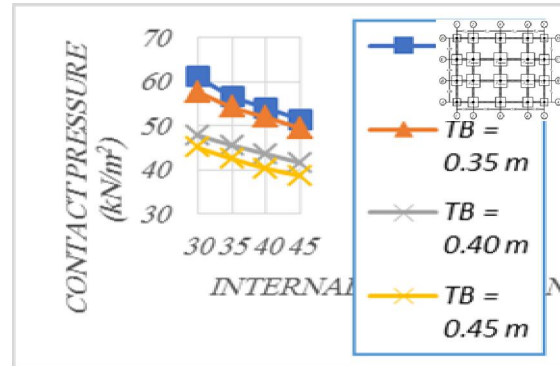 70
60
50
40
30
CONTACT PRESSURE
(kN/m²)
30 35 40 45
INTERNAL
N
TB =
0.35 m
TB =
0.40 m
TB =
0.45 m